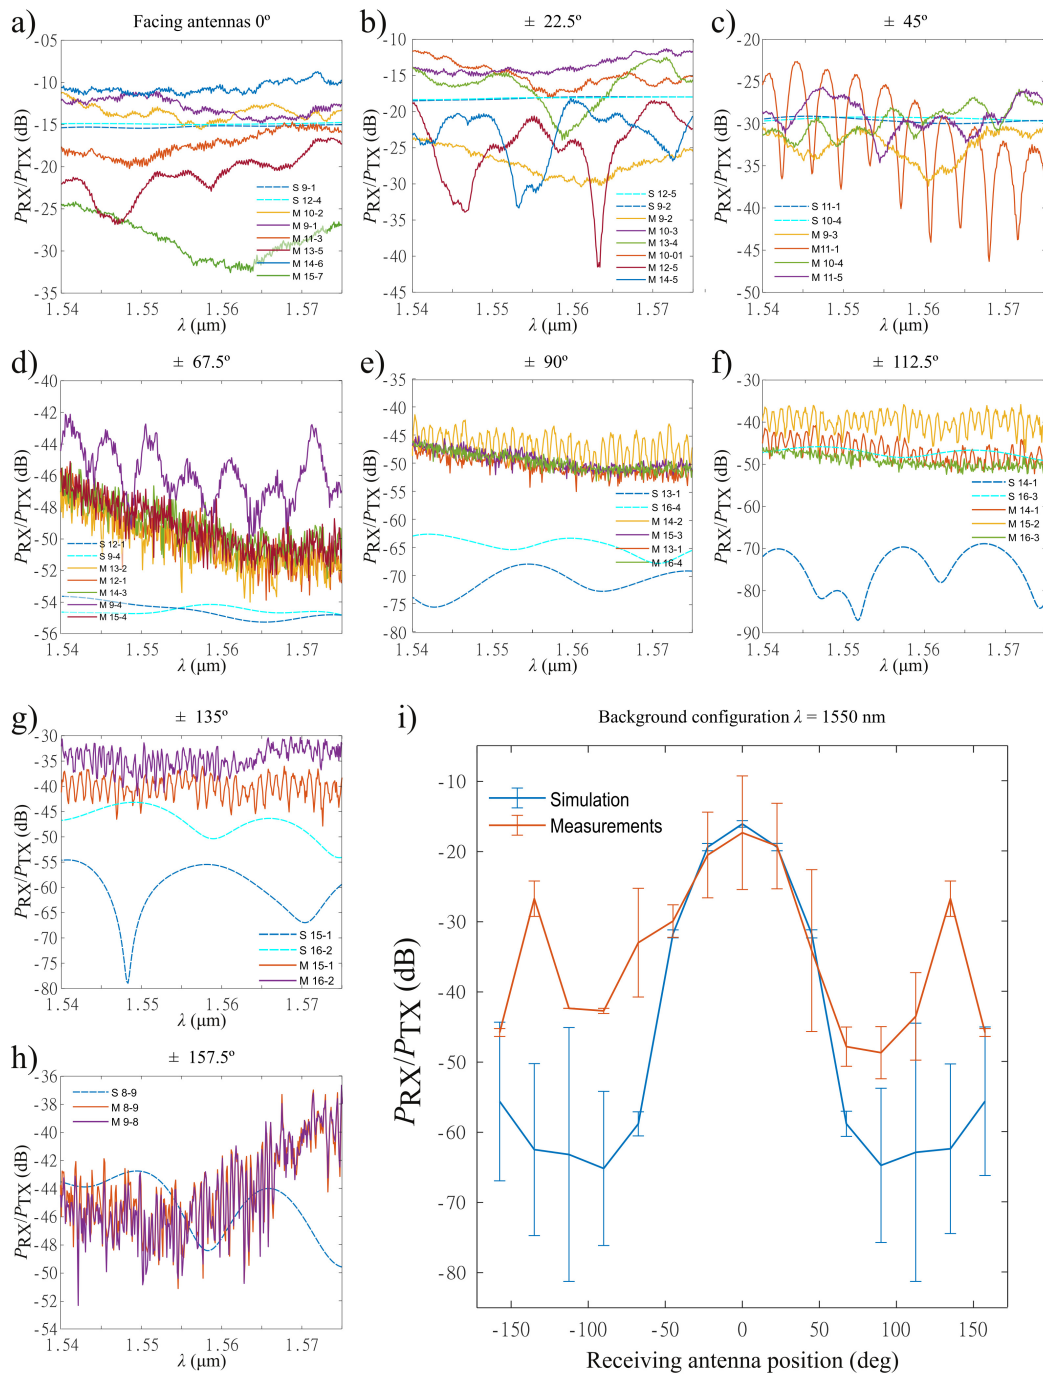 a)
Facing antennas 0º
-05
-10
-15
-20
-25
-30
-35
PRX/PTX (dB)
1.54
1.55
1.56
1.57
λ (μm)
S 9-1
S 12-4
M 10-2
M 9-1
M 11-3
M 13-5
M 14-6
M 15-7
b)
± 22.5º
-10
-15
-20
-25
-30
-35
-40
-45
PRX/PTX (dB)
1.54
1.55
1.56
1.57
λ (μm)
S 12-5
S 9-2
M 9-2
M 10-3
M 13-4
M 10-01
M 12-5
M 14-5
c)
± 45º
-20
-25
-30
-35
-40
-45
-50
PRX/PTX (dB)
1.54
1.55
1.56
1.57
λ (μm)
S 11-1
S 10-4
M 9-3
M11-1
M 10-4
M 11-5
d)
± 67.5º
-40
-42
-44
-46
-48
-50
-52
-54
-56
PRX/PTX (dB)
1.54
1.55
1.56
1.57
λ (μm)
S 12-1
S 9-4
M 13-2
M 12-1
M 14-3
M 9-4
M 15-4
e)
± 90º
-35
-40
-45
-50
-55
-60
-65
-70
-75
-80
PRX/PTX (dB)
1.54
1.55
1.56
1.57
λ (μm)
S 13-1
S 16-4
M 14-2
M 15-3
M 13-1
M 16-4
f)
± 112.5º
-30
-40
-50
-60
-70
-80
-90
PRX/PTX (dB)
1.54
1.55
1.56
1.57
λ (μm)
S 14-1
S 16-3
M 14-1
M 15-2
M 16-3
g)
± 135º
-30
-35
-40
-45
-50
-55
-60
-65
-70
-75
-80
PRX/PTX (dB)
1.54
1.55
1.56
1.57
λ (μm)
S 15-1
S 16-2
M 15-1
M 16-2
h)
± 157.5º
-36
-38
-40
-42
-44
-46
-48
-50
-52
-54
PRX/PTX (dB)
1.54
1.55
1.56
1.57
λ (μm)
S 8-9
M 8-9
M 9-8
i)
Background configuration λ = 1550 nm
-10
-20
-30
-40
-50
-60
-70
-80
PRX/PTX (dB)
Simulation
Measurements
-150
-100
-50
0
50
100
150
Receiving antenna position (deg)